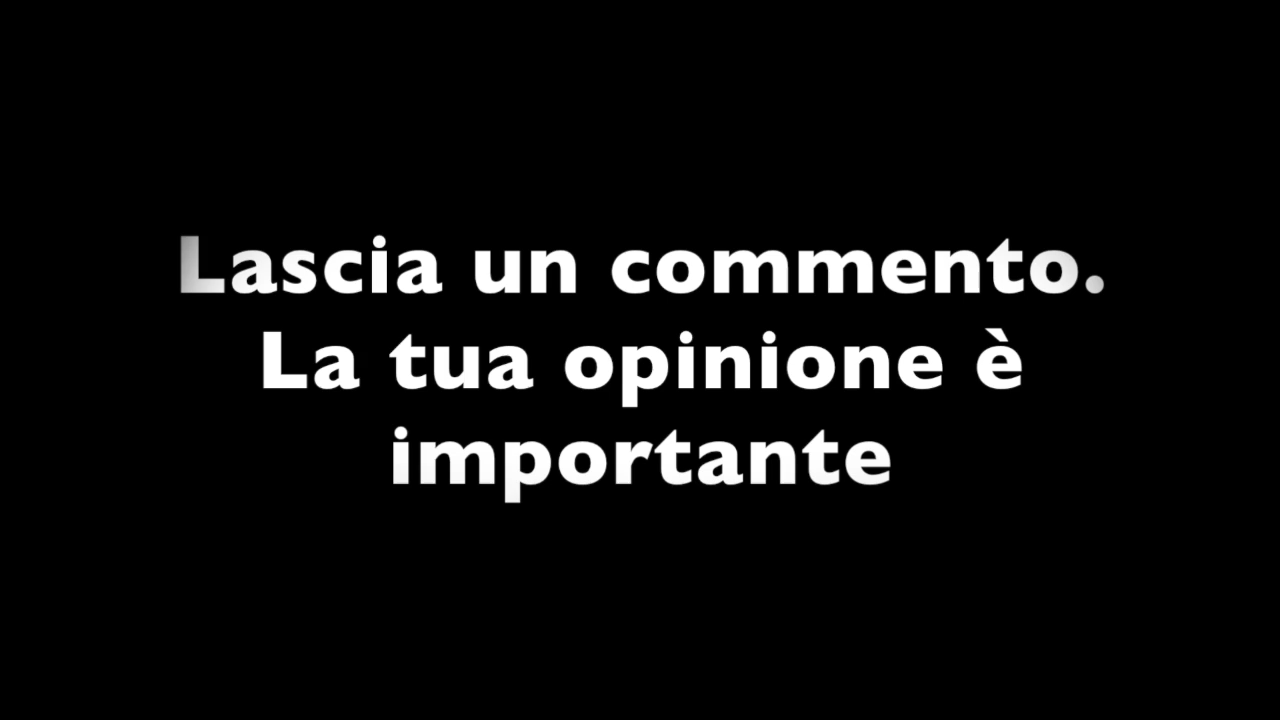 Lascia un commento.
La tua opinione è
importante